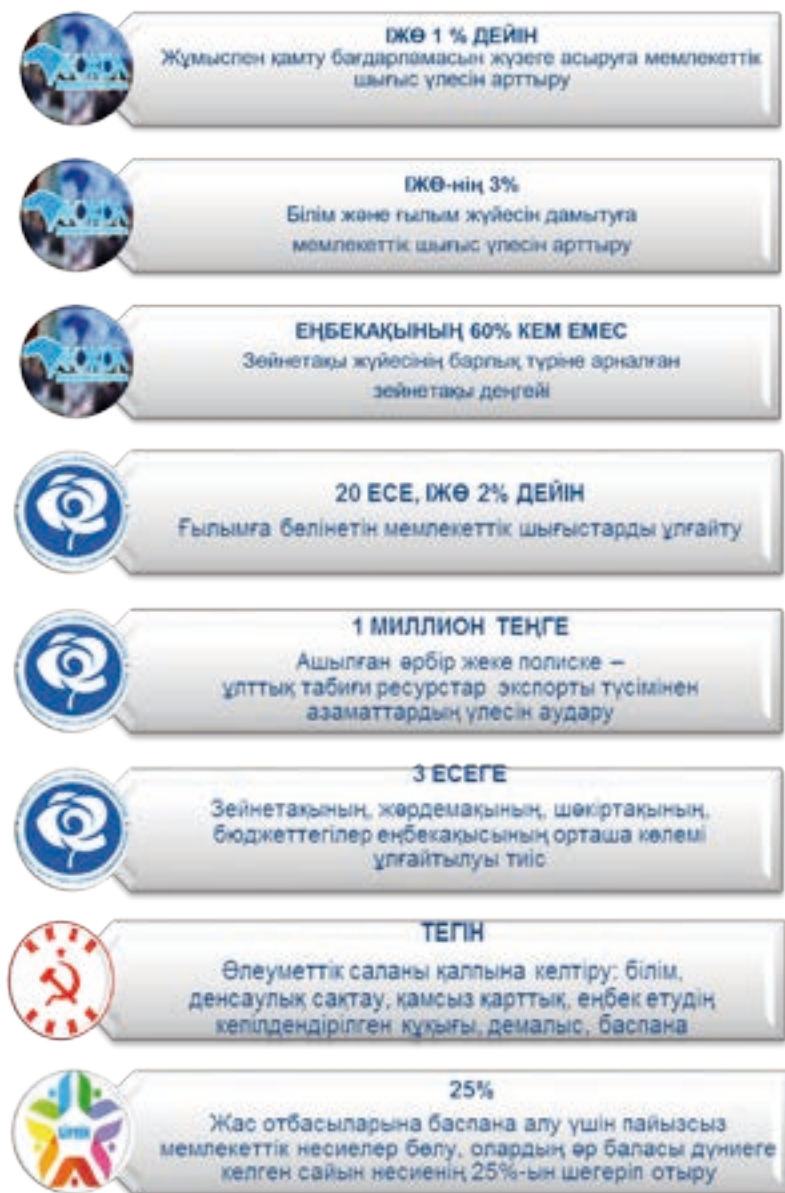 ІЖӨ 1 % ДЕЙІН
Жұмыспен қамту бағдарламасын жүзеге асыруға мемлекеттік
шығыс үлесін арттыру
ІЖӨ-нің 3%
Білім және ғылым жүйесін дамытуға
мемлекеттік шығыс үлесін арттыру
ЕҢБЕКАҚЫНЫҢ 60% КЕМ ЕМЕС
Зейнетақы жүйесінің барлық түріне арналған
зейнетақы деңгейі
20 ЕСЕ, ІЖӨ 2% ДЕЙІН
Ғылымға бөлінетін мемлекеттік шығыстарды ұлғайту
1 МИЛЛИОН ТЕҢГЕ
Ашылған әрбір жеке полиске –
ұлттық табиғи ресурстар экспорты түсімінен
азаматтардың үлесін аудару
3 ЕСЕГЕ
Зейнетақының, жәрдемақының, шәкіртақының,
бюджеттегілер еңбекақысының орташа көлемі
ұлғайтылуы тиіс
ТЕГІН
Әлеуметтік саланы қалпына келтіру: білім,
денсаулық сақтау, қамсыз қарттық, еңбек етудің
кепілдендірілген құқығы, демалыс, баспана
25%
Жас отбасыларына баспана алу үшін пайызсыз
мемлекеттік несиелер бөлу, олардың әр баласы дүниеге
келген сайын несиенің 25%-ын шегеріп отыру